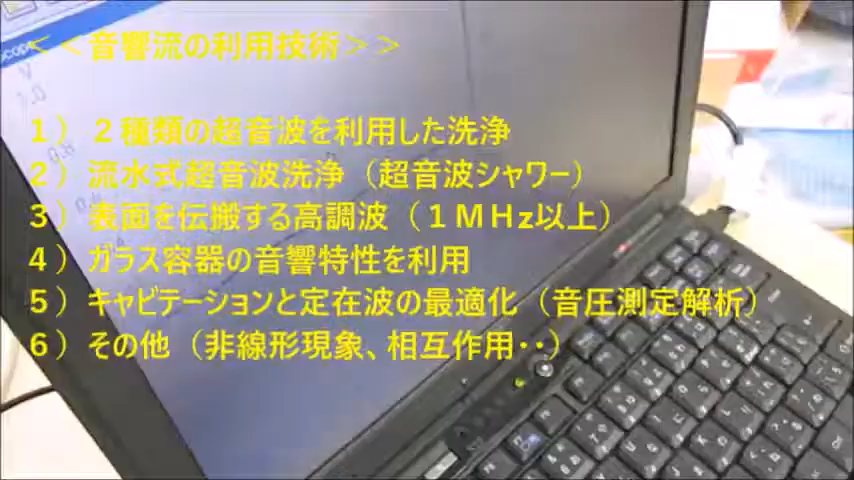 ＜＜音響流の利用技術＞＞
１）２種類の超音波を利用した洗浄
２）流水式超音波洗浄（超音波シャワー）
３）表面を伝搬する高調波（１ＭＨz以上）
４）ガラス容器の音響特性を利用
５）キャビテーションと定在波の最適化（音圧測定解析）
６）その他（非線形現象、相互作用・・）